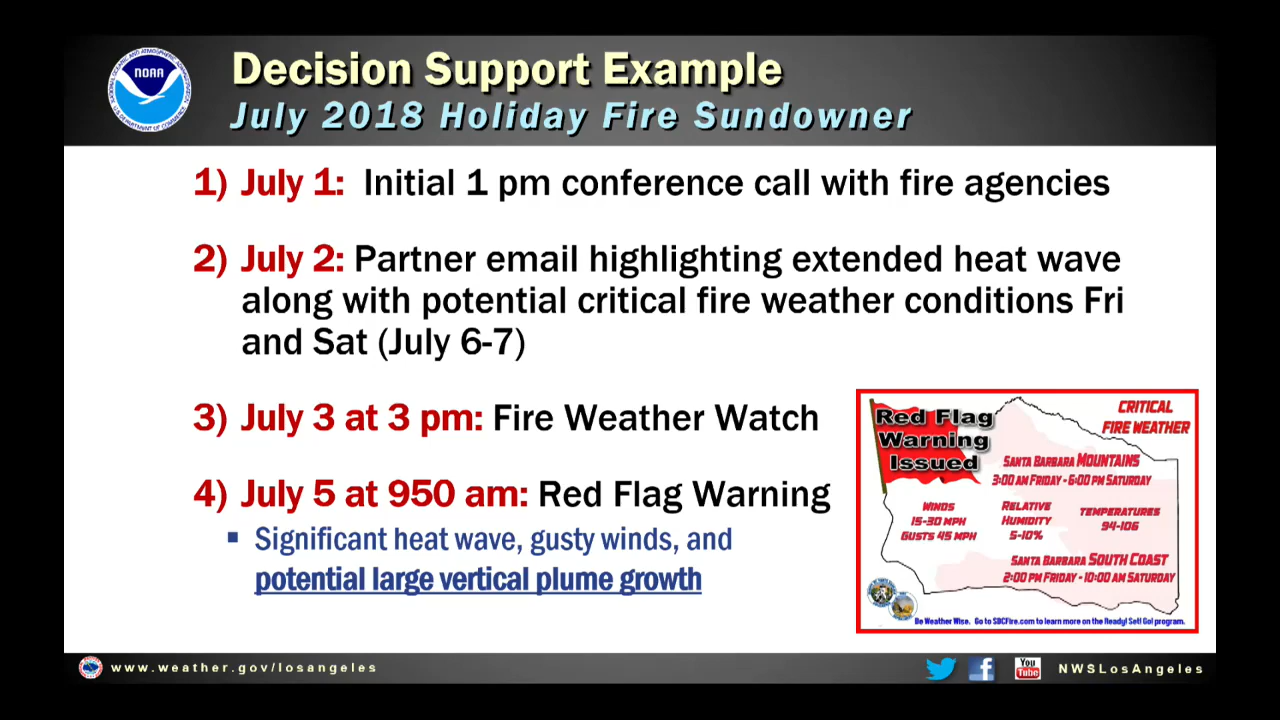 NOAA
Decision Support Example
July 2018 Holiday Fire Sundowner
1) July 1: Initial 1 pm conference call with fire agencies
2) July 2: Partner email highlighting extended heat wave
along with potential critical fire weather conditions Fri
and Sat (July 6-7)
3) July 3 at 3 pm: Fire Weather Watch
4) July 5 at 950 am: Red Flag Warning
▪ Significant heat wave, gusty winds, and
potential large vertical plume growth
Red Flag
Warning
Issued
CRITICAL
FIRE WEATHER
SANTA BARBARA MOUNTAINS
3:00 AM FRIDAY - 6:00 PM SATURDAY
WINDS
15-30 MPH
GUSTS 45 MPH
RELATIVE
HUMIDITY
5-10%
TEMPERATURES
94-106
SANTA BARBARA SOUTH COAST
2:00 PM FRIDAY - 10:00 AM SATURDAY
Be Weather Wise. Go to SBCFire.com to learn more on the Ready! Set! Go! program.
www.weather.gov/losangeles
You
Tube
NWSLosAngeles